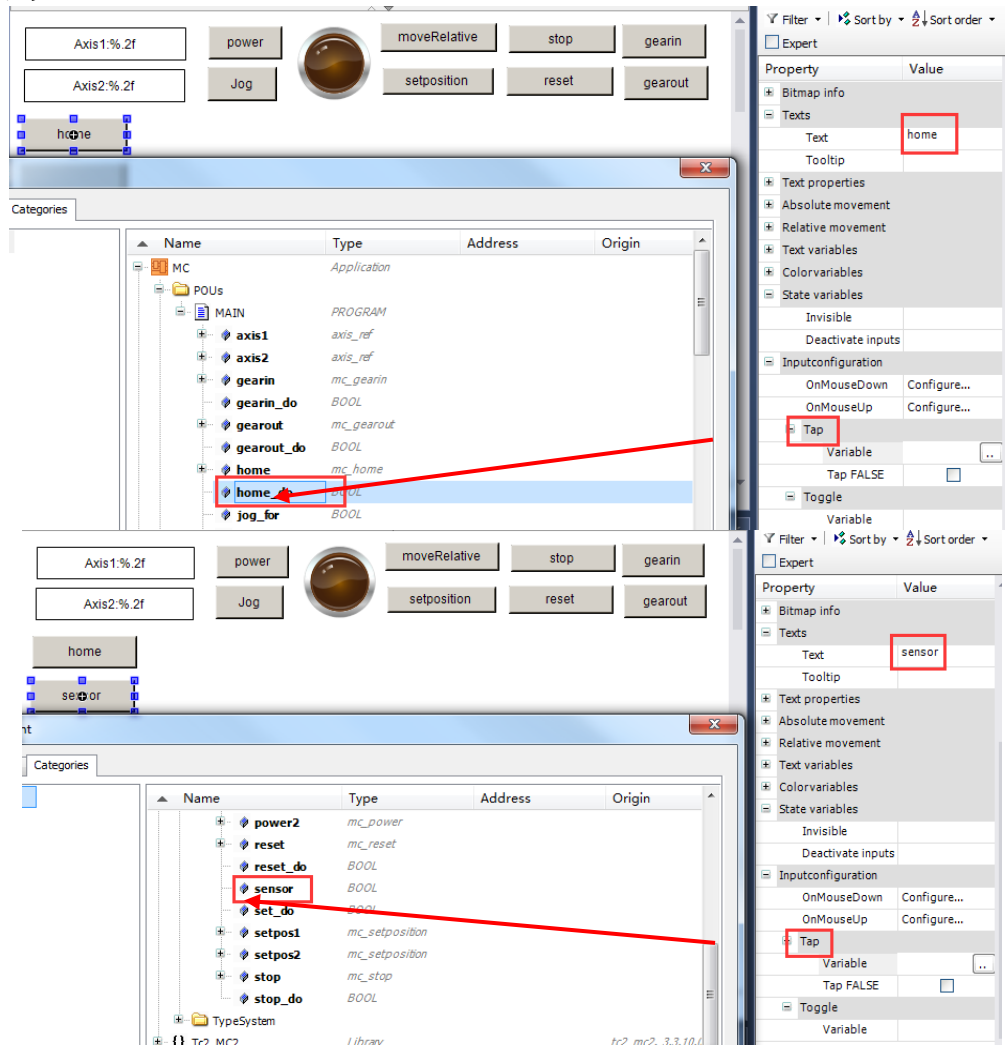 Axis1:%.2f power moveRelative stop gearin
Axis2:%.2f Jog setposition reset gearout
home
Filter Sort by Sort order
Expert
Property Value
Bitmap info
Texts
Text home
Tooltip
Text properties
Absolute movement
Relative movement
Text variables
Colorvariables
State variables
Invisible
Deactivate inputs
Inputconfiguration
OnMouseDown Configure...
OnMouseUp Configure...
Tap
Variable ..
Tap FALSE
Toggle
Variable
Categories
Name Type Address Origin
MC Application
POUs
MAIN PROGRAM
axis1 axis_ref
axis2 axis_ref
gearin mc_gearin
gearin_do BOOL
gearout mc_gearout
gearout_do BOOL
home mc_home
home_do BOOL
jog_for BOOL
Axis1:%.2f power moveRelative stop gearin
Axis2:%.2f Jog setposition reset gearout
home
sensor
Filter Sort by Sort order
Expert
Property Value
Bitmap info
Texts
Text sensor
Tooltip
Text properties
Absolute movement
Relative movement
Text variables
Colorvariables
State variables
Invisible
Deactivate inputs
Inputconfiguration
OnMouseDown Configure...
OnMouseUp Configure...
Tap
Variable ..
Tap FALSE
Toggle
Variable
Categories
Name Type Address Origin
power2 mc_power
reset mc_reset
reset_do BOOL
sensor BOOL
set_do BOOL
setpos1 mc_setposition
setpos2 mc_setposition
stop mc_stop
stop_do BOOL
TypeSystem
{} Tc2_MC2 Library tc2_mc2, 3.3.10.